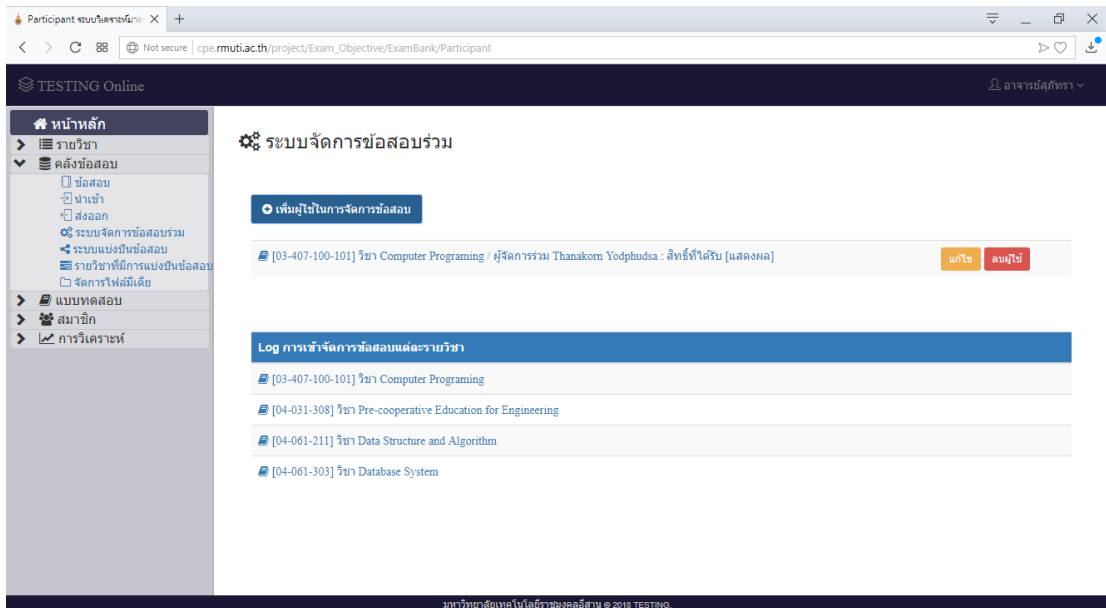 Participant ระบบวิเคราะห์มาต
Not secure cpe.rmuti.ac.th/project/Exam_Objective/ExamBank/Participant
TESTING Online
อาจารย์สุภัทรา
หน้าหลัก
รายวิชา
คลังข้อสอบ
ข้อสอบ
นำเข้า
ส่งออก
ระบบจัดการข้อสอบร่วม
ระบบแบ่งปันข้อสอบ
รายวิชาที่มีการแบ่งปันข้อสอบ
จัดการไฟล์มีเดีย
แบบทดสอบ
สมาชิก
การวิเคราะห์
ระบบจัดการข้อสอบร่วม
เพิ่มผู้ใช้ในการจัดการข้อสอบ
[03-407-100-101] วิชา Computer Programing / ผู้จัดการร่วม Thanakorn Yodphudsa : สิทธิ์ที่ได้รับ [แสดงผล]
แก้ไข ลบผู้ใช้
Log การเข้าจัดการข้อสอบแต่ละรายวิชา
[03-407-100-101] วิชา Computer Programing
[04-031-308] วิชา Pre-cooperative Education for Engineering
[04-061-211] วิชา Data Structure and Algorithm
[04-061-303] วิชา Database System
มหาวิทยาลัยเทคโนโลยีราชมงคลอีสาน © 2018 TESTING.